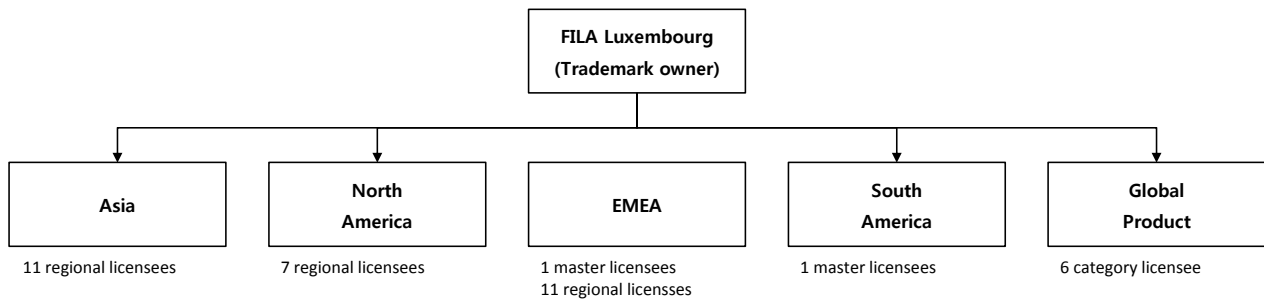 FILA Luxembourg
(Trademark owner)
Asia
North
America
EMEA
South
America
Global
Product
11 regional licensees
7 regional licensees
1 master licensees
11 regional licensses
1 master licensees
6 category licensee